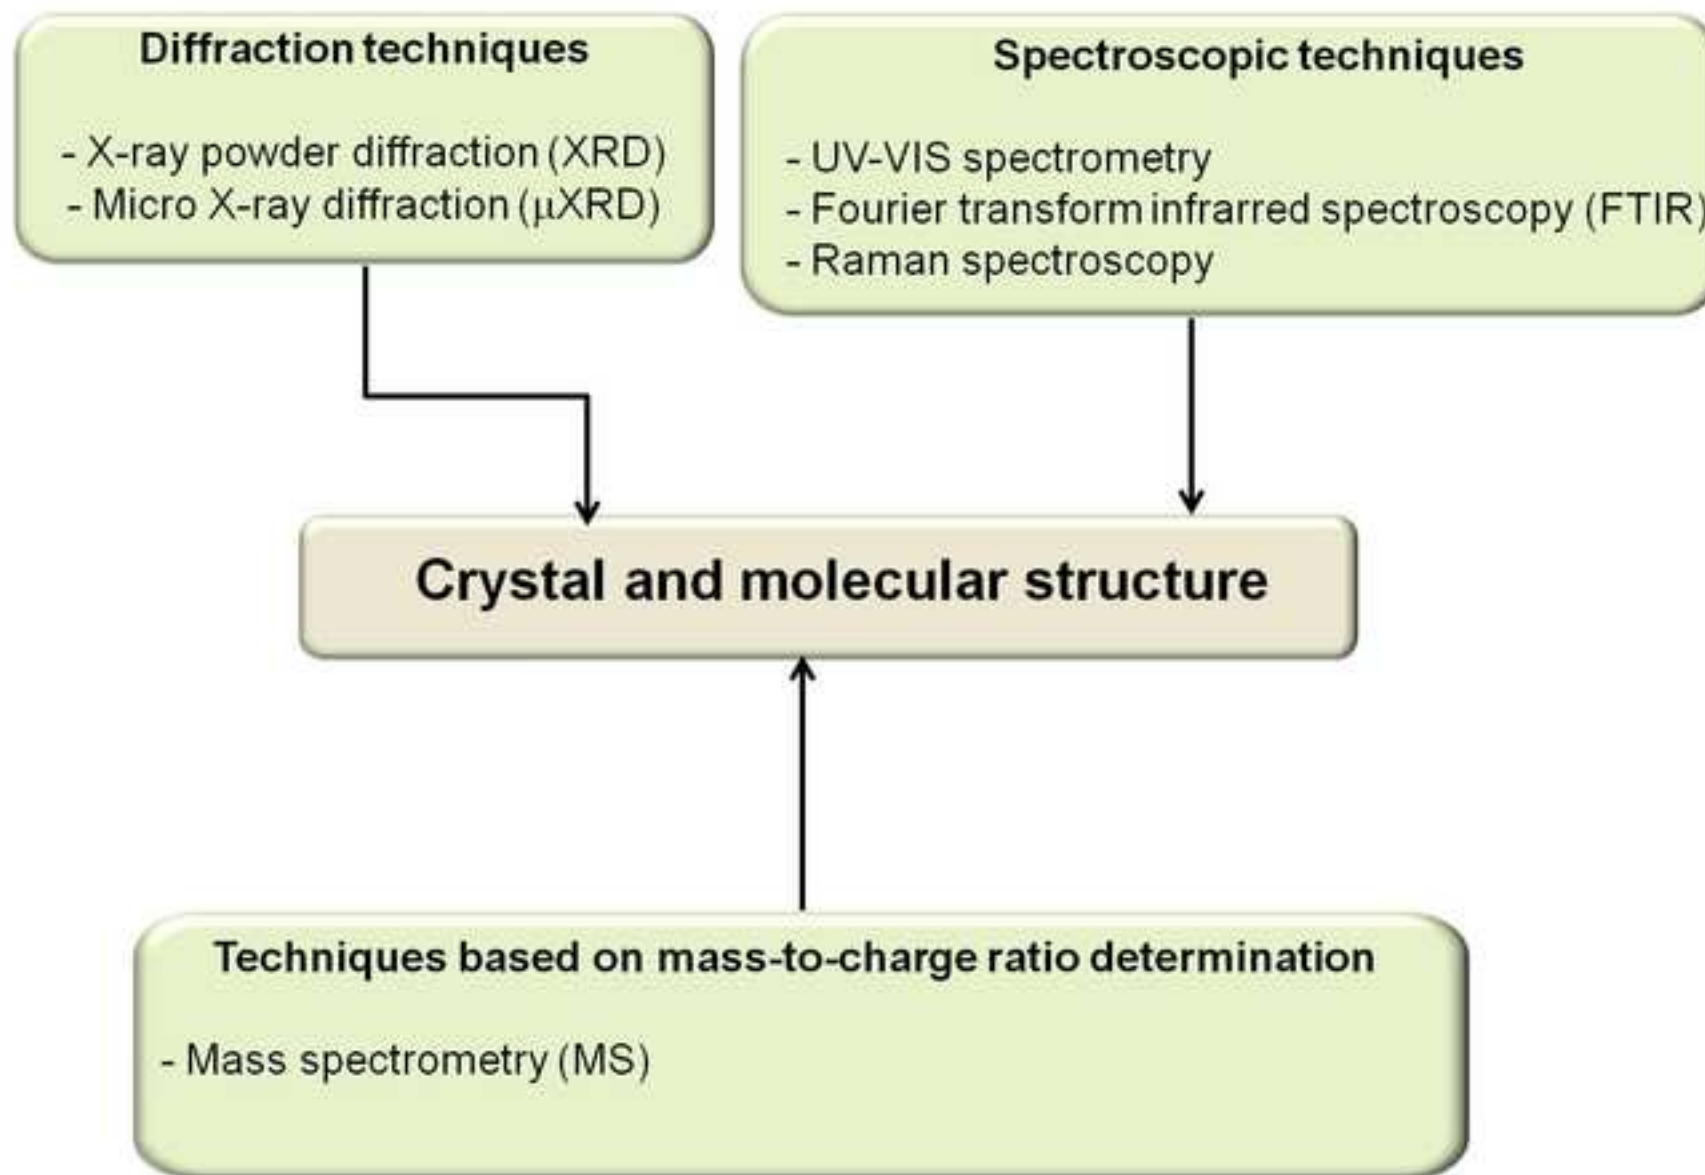 Diffraction techniques
- X-ray powder diffraction (XRD)
- Micro X-ray diffraction (μXRD)
Spectroscopic techniques
- UV-VIS spectrometry
- Fourier transform infrarred spectroscopy (FTIR)
- Raman spectroscopy
Crystal and molecular structure
Techniques based on mass-to-charge ratio determination
- Mass spectrometry (MS)